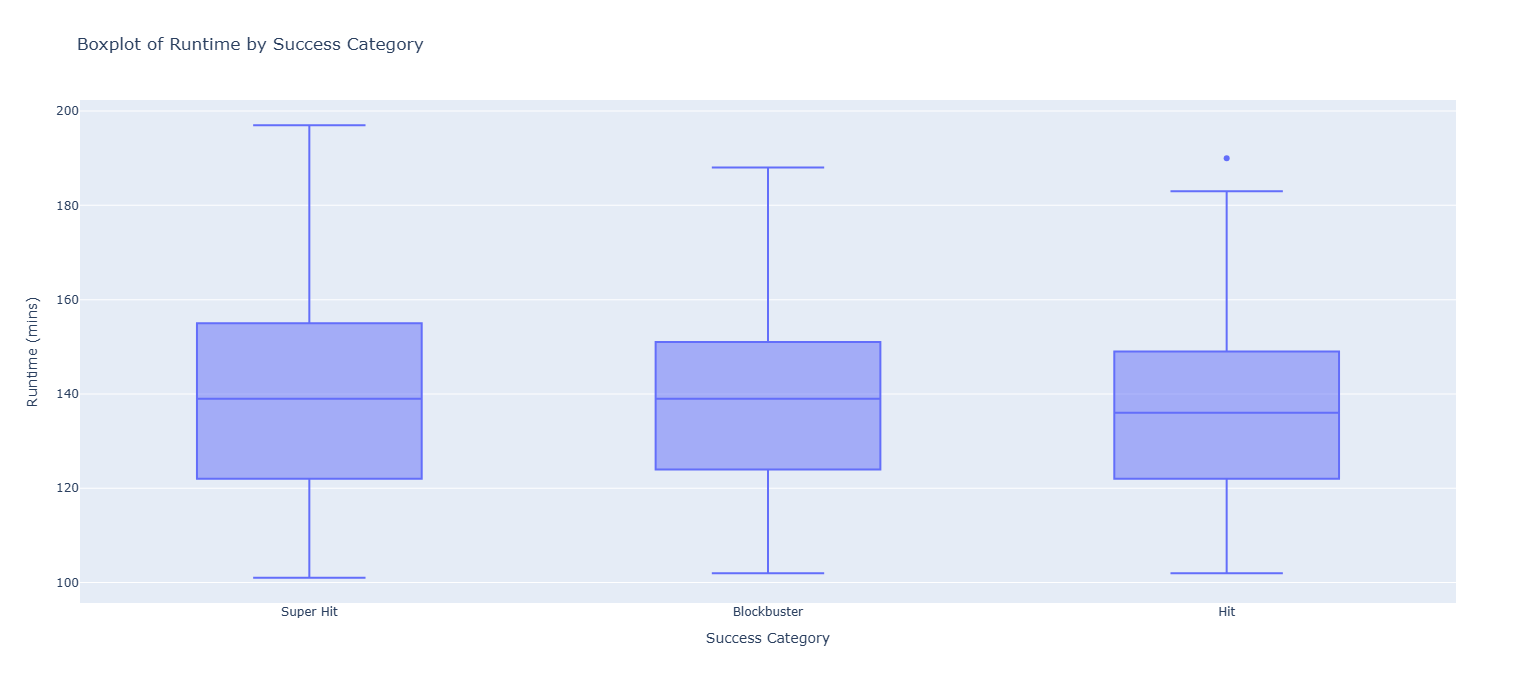 Boxplot of Runtime by Success Category
200
180
160
140
120
100
Runtime (mins)
Super Hit
Blockbuster
Hit
Success Category